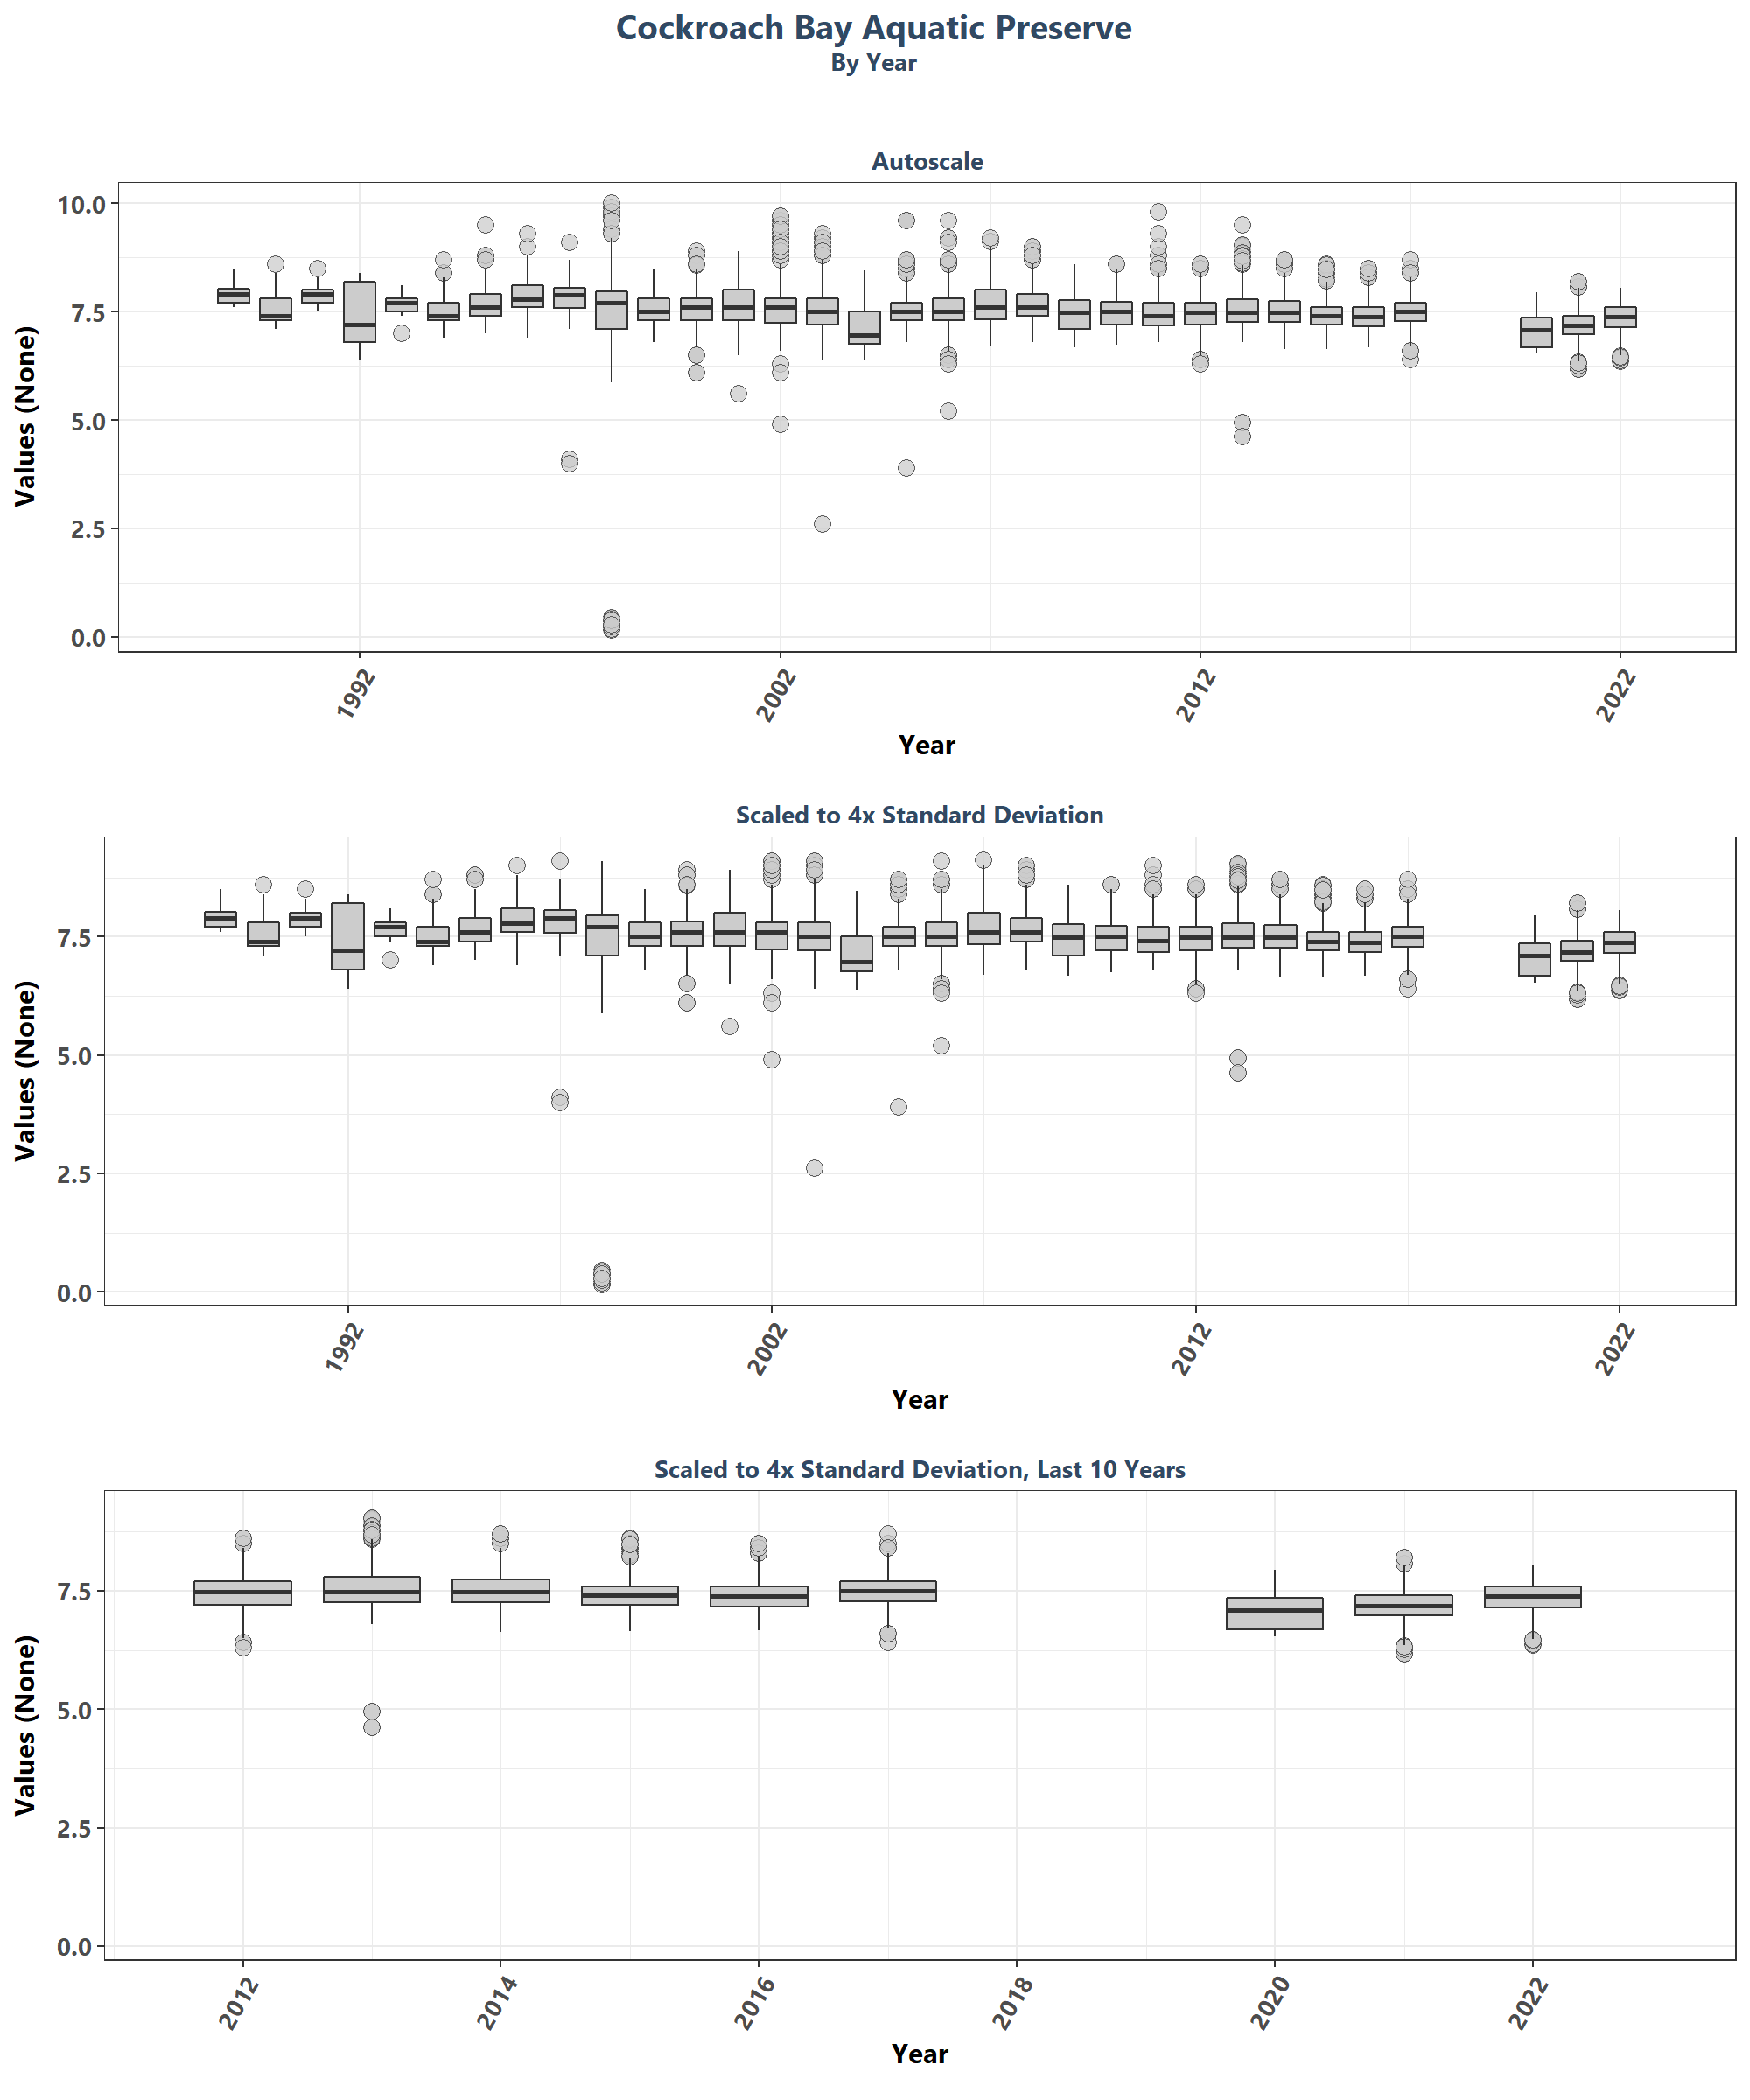 Cockroach Bay Aquatic Preserve
By Year
Autoscale
Values (None)
10.0
7.5
5.0
2.5
0.0
1992 2002 2012 2022
Year
Scaled to 4x Standard Deviation
Values (None)
7.5
5.0
2.5
0.0
1992 2002 2012 2022
Year
Scaled to 4x Standard Deviation, Last 10 Years
Values (None)
7.5
5.0
2.5
0.0
2012 2014 2016 2018 2020 2022
Year